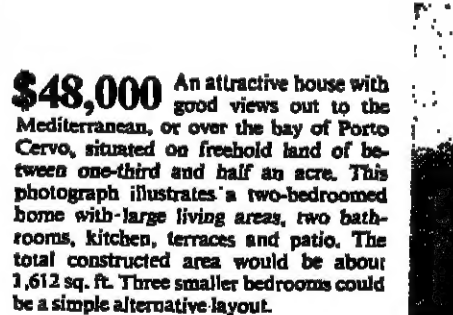 $48,000 An attractive house with
good views out to the
Mediterranean, or over the bay of Porto
Cervo, situated on freehold land of be-
tween one-third and half an acre. This
photograph illustrates a two-bedroomed
home with large living areas, two bath-
rooms, kitchen, terraces and patio. The
total constructed area would be about
1,612 sq. ft. Three smaller bedrooms could
be a simple alternative layout.